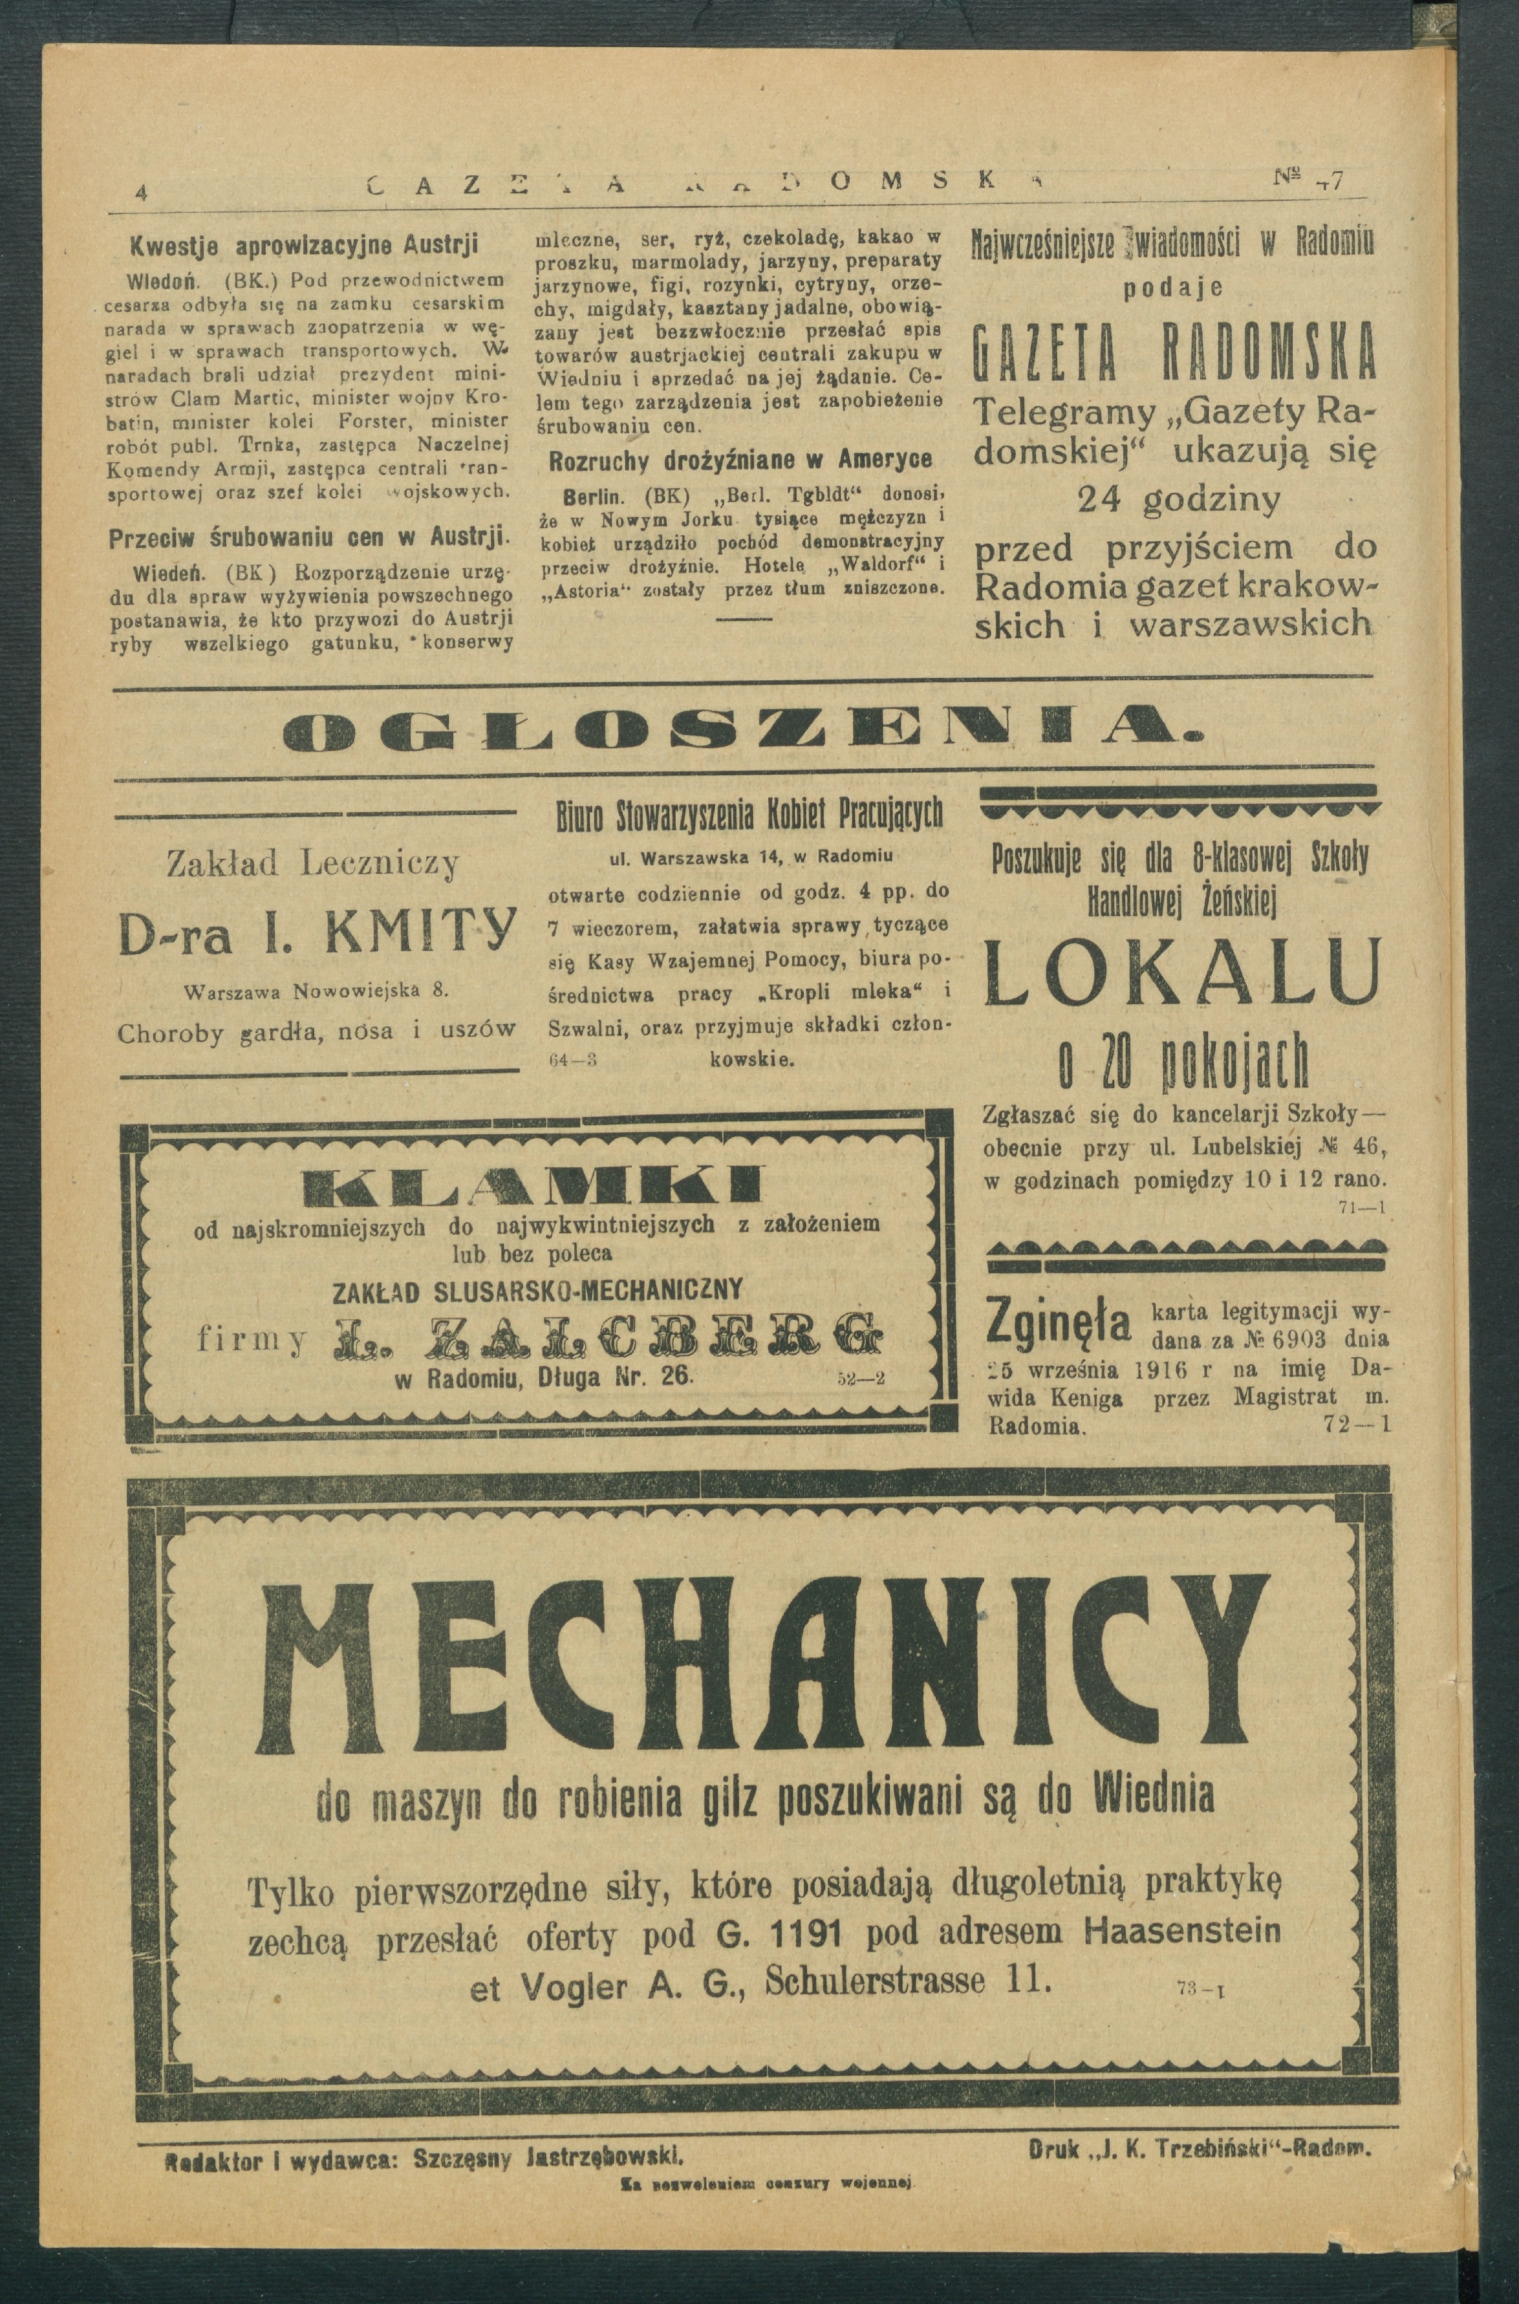 4
GAZETA RADOMSKA
№ 47
Kwestje aprowizacyjne Austrji
Wiedeń. (BK.) Pod przewodnictwem
cesarza odbyła się na zamku cesarskim
narada w sprawach zaopatrzenia w wę-
giel i w sprawach transportowych. W
naradach brali udział prezydent mini-
strów Clam Martic, minister wojny Kro-
batin, minister kolei Forster, minister
robót publ. Trnka, zastępca Naczelnej
Komendy Armji, zastępca centrali tran-
sportowej oraz szef kolei wojskowych.
Przeciw śrubowaniu cen w Austrji.
Wiedeń. (BK) Rozporządzenie urzę-
du dla spraw wyżywienia powszechnego
postanawia, że kto przywozi do Austrji
ryby wszelkiego gatunku, konserwy
mleczne, ser, ryż, czekoladę, kakao w
proszku, marmolady, jarzyny, preparaty
jarzynowe, figi, rozynki, cytryny, orze-
chy, migdały, kasztany jadalne, obowią-
zany jest bezzwłocznie przesłać spis
towarów austrjackiej centrali zakupu w
Wiedniu i sprzedać na jej żądanie. Ce-
lem tego zarządzenia jest zapobieżenie
śrubowaniu cen.
Rozruchy drożyźniane w Ameryce
Berlin. (BK) „Berl. Tgbldt“ donosi,
że w Nowym Jorku tysiące mężczyzn i
kobiet urządziło pochód demonstracyjny
przeciw drożyźnie. Hotele „Waldorf“ i
„Astoria“ zostały przez tłum zniszczone.
Najwcześniejsze wiadomości w Radomiu
podaje
GAZETA RADOMSKA
Telegramy „Gazety Ra-
domskiej“ ukazują się
24 godziny
przed przyjściem do
Radomia gazet krakow-
skich i warszawskich
OGŁOSZENIA.
Zakład Leczniczy
D-ra I. KMITY
Warszawa Nowowiejska 8.
Choroby gardła, nosa i uszów
Biuro Stowarzyszenia Kobiet Pracujących
ul. Warszawska 14, w Radomiu
otwarte codziennie od godz. 4 pp. do
7 wieczorem, załatwia sprawy tyczące
się Kasy Wzajemnej Pomocy, biura po-
średnictwa pracy „Kropli mleka“ i
Szwalni, oraz przyjmuje składki człon-
64—3 kowskie.
Poszukuje się dla 8-klasowej Szkoły
Handlowej Żeńskiej
LOKALU
o 20 pokojach
Zgłaszać się do kancelarji Szkoły—
obecnie przy ul. Lubelskiej № 46,
w godzinach pomiędzy 10 i 12 rano.
71—1
KLAMKI
od najskromniejszych do najwykwintniejszych z założeniem
lub bez poleca
ZAKŁAD SLUSARSKO-MECHANICZNY
firmy L. ZALCBERG
w Radomiu, Długa Nr. 26. 52—2
Zginęła karta legitymacji wy-
dana za № 6903 dnia
25 września 1916 r na imię Da-
wida Keniga przez Magistrat m.
Radomia. 72—1
MECHANICY
do maszyn do robienia gilz poszukiwani są do Wiednia
Tylko pierwszorzędne siły, które posiadają długoletnią praktykę
zechcą przesłać oferty pod G. 1191 pod adresem Haasenstein
et Vogler A. G., Schulerstrasse 11. 73—1
Redaktor i wydawca: Szczęsny Jastrzębowski.
Druk „J. K. Trzebiński“-Radom.
Za pozwoleniem cenzury wojennej